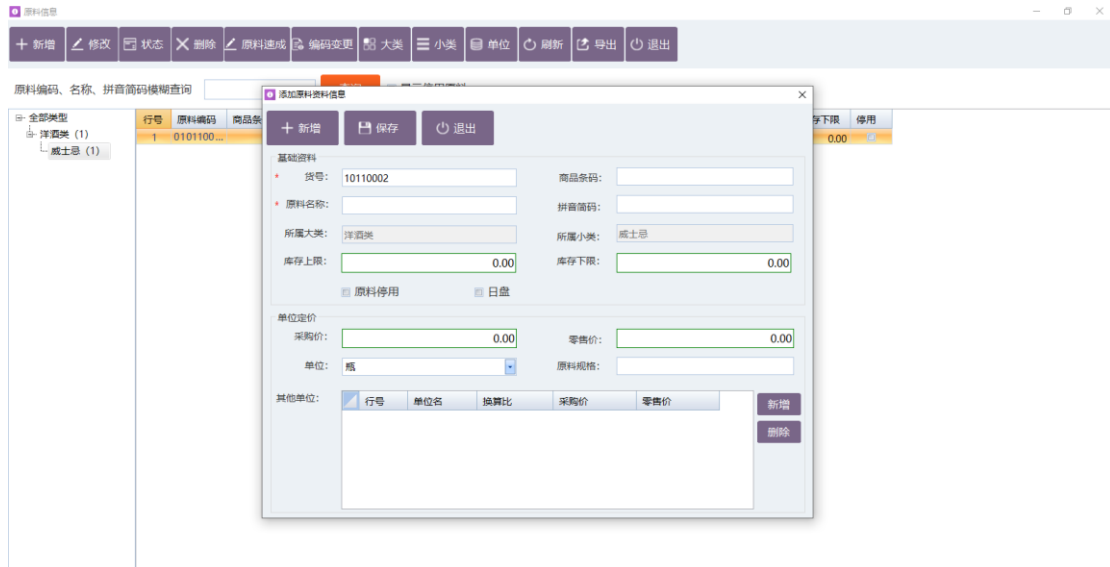 原料信息
新增 修改 状态 删除 原料速成 编码变更 大类 小类 单位 刷新 导出 退出
原料编码、名称、拼音简码模糊查询
全部类型
洋酒类 (1)
威士忌 (1)
行号 原料编码 商品条 存下限 停用
1 0101100... 0.00
添加原料资料信息
新增 保存 退出
基础资料
* 货号: 10110002 商品条码:
* 原料名称: 拼音简码:
所属大类: 洋酒类 所属小类: 威士忌
库存上限: 0.00 库存下限: 0.00
原料停用 日盘
单位定价
采购价: 0.00 零售价: 0.00
单位: 瓶 原料规格:
其他单位: 行号 单位名 换算比 采购价 零售价 新增
删除